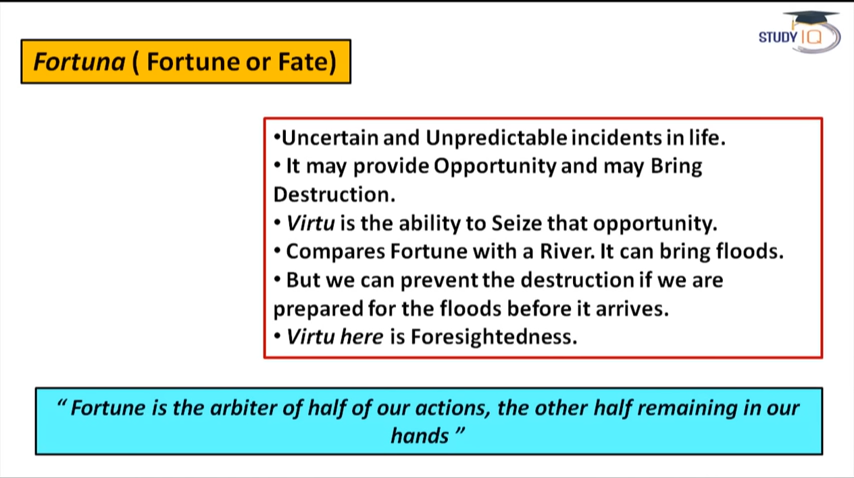 STUDY IQ
Fortuna ( Fortune or Fate)
•Uncertain and Unpredictable incidents in life.
• It may provide Opportunity and may Bring
Destruction.
• Virtu is the ability to Seize that opportunity.
• Compares Fortune with a River. It can bring floods.
• But we can prevent the destruction if we are
prepared for the floods before it arrives.
• Virtu here is Foresightedness.
“ Fortune is the arbiter of half of our actions, the other half remaining in our
hands ”